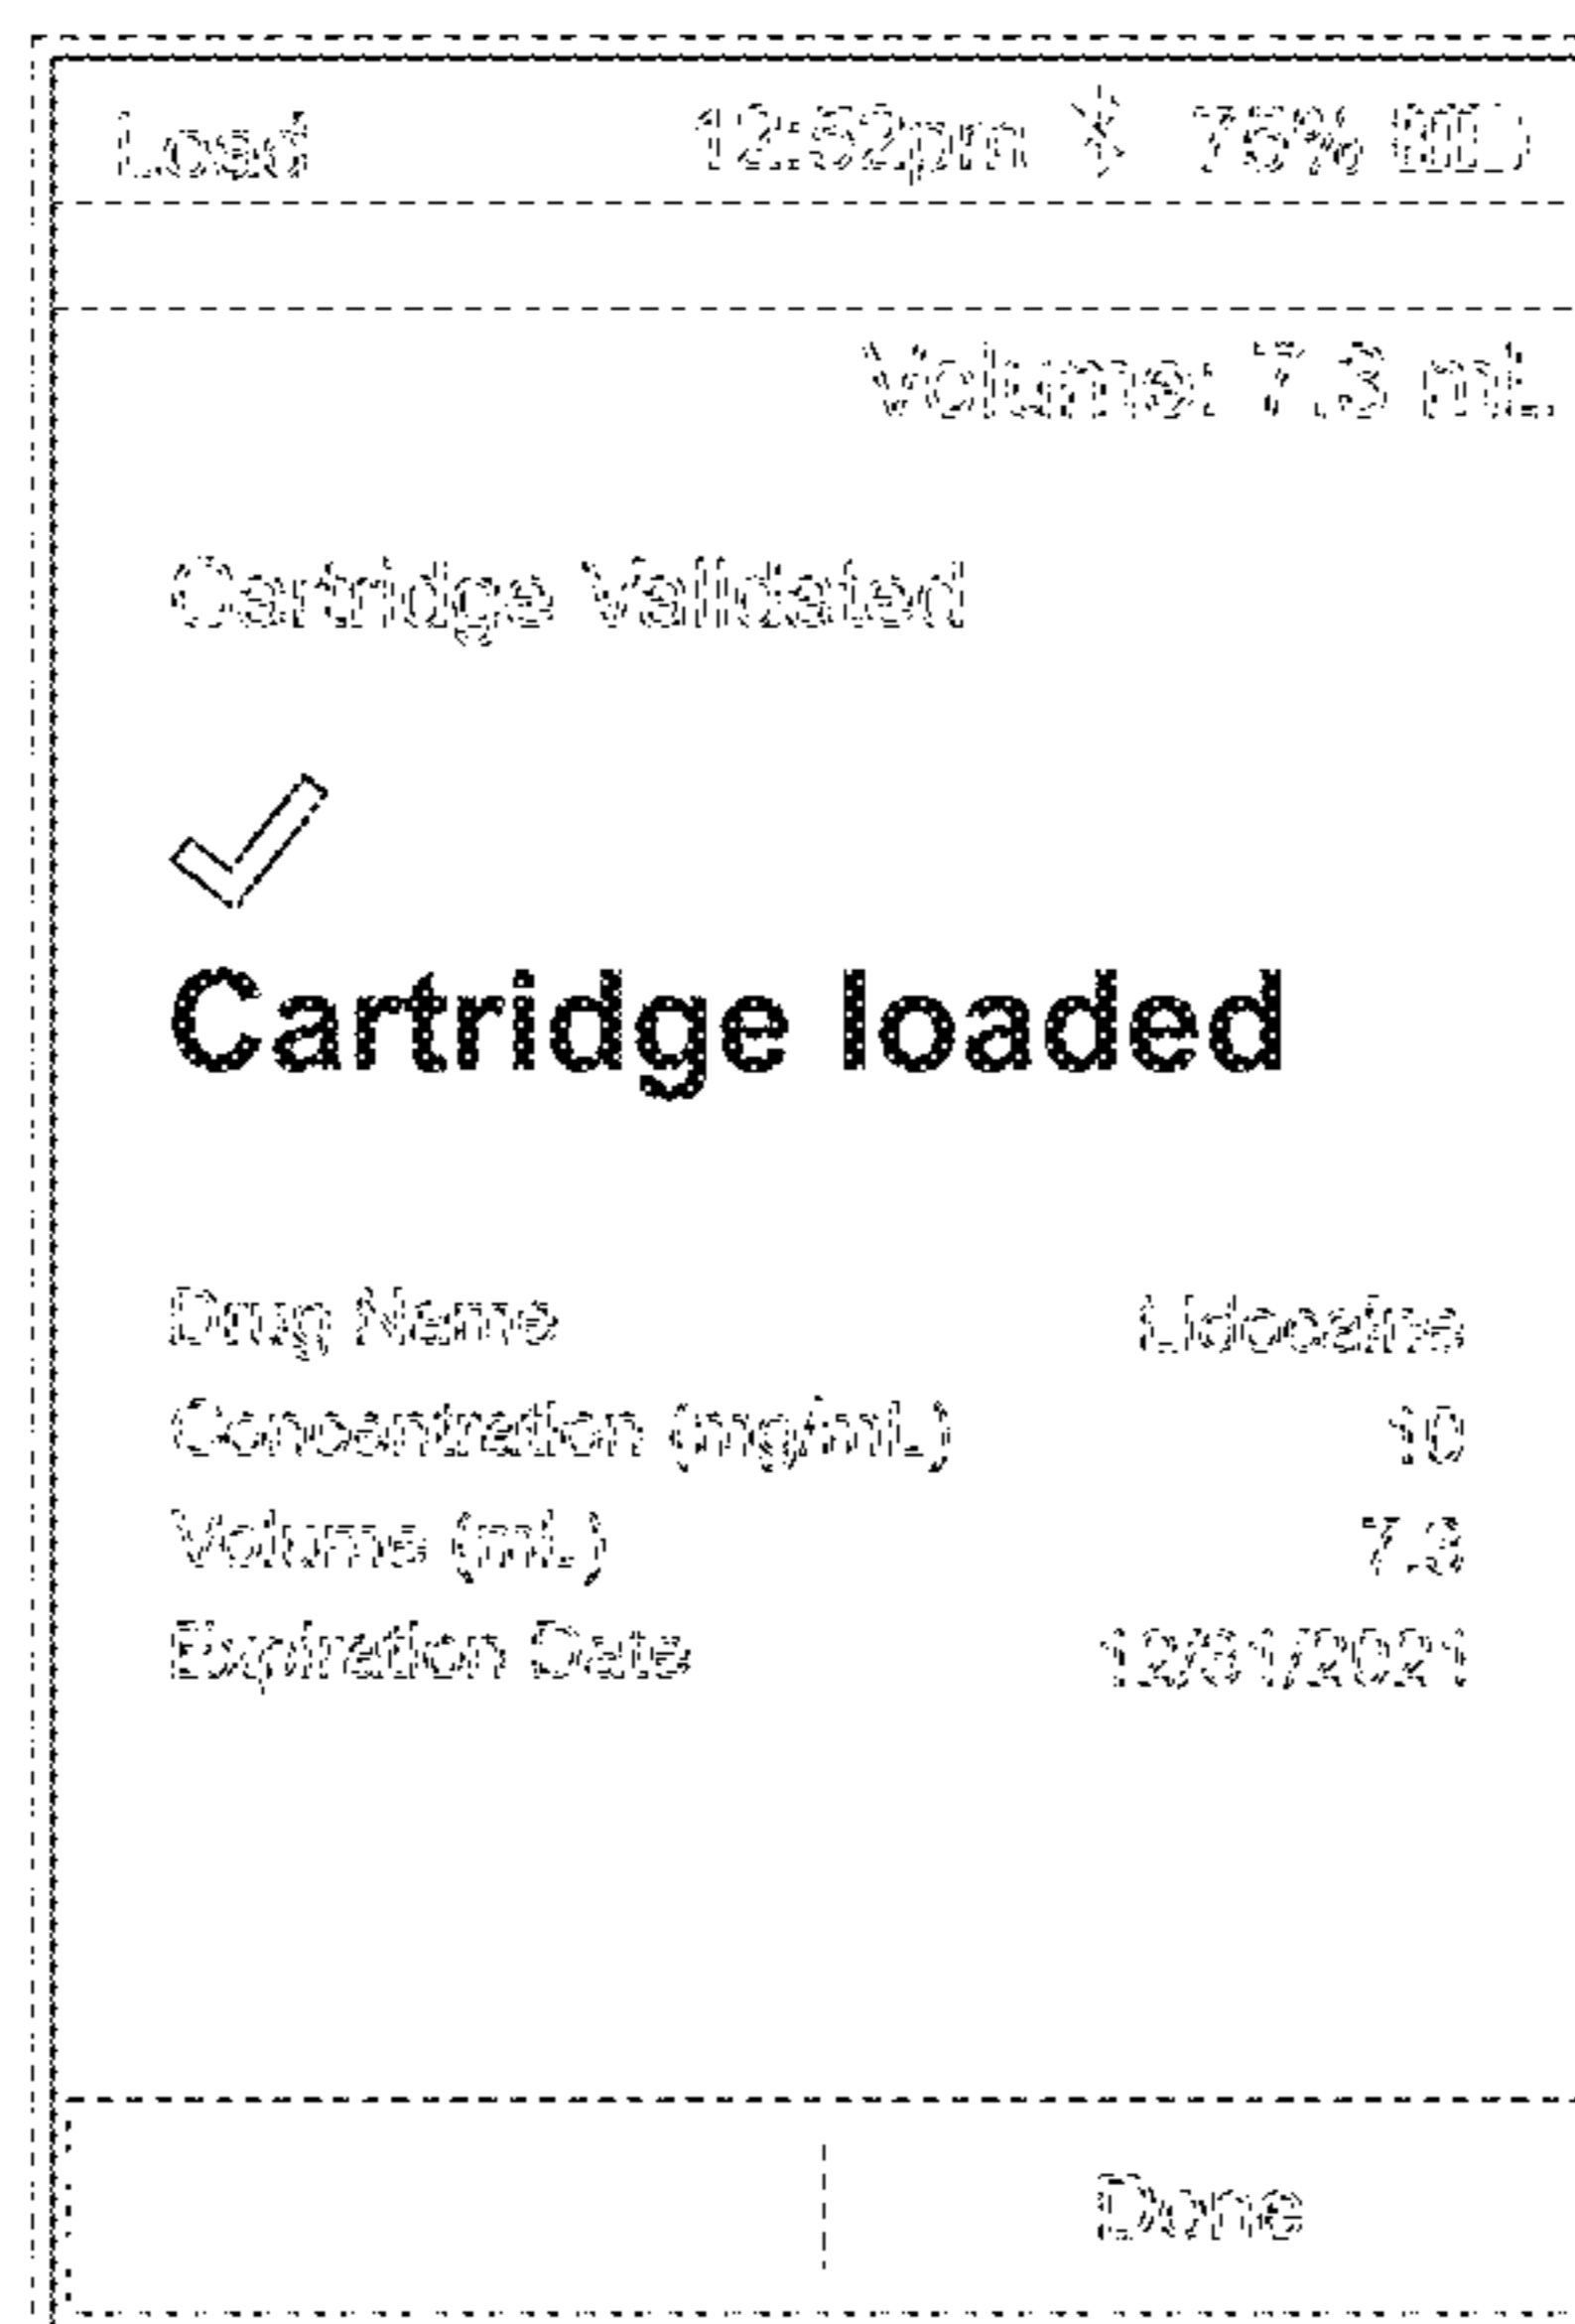 Load 12:52pm 75%
Volume: 7.3 mL
Cartridge Validated
Cartridge loaded
Drug Name Lidocaine
Concentration (mg/mL) 10
Volume (mL) 7.3
Expiration Date 12/31/2021
Done